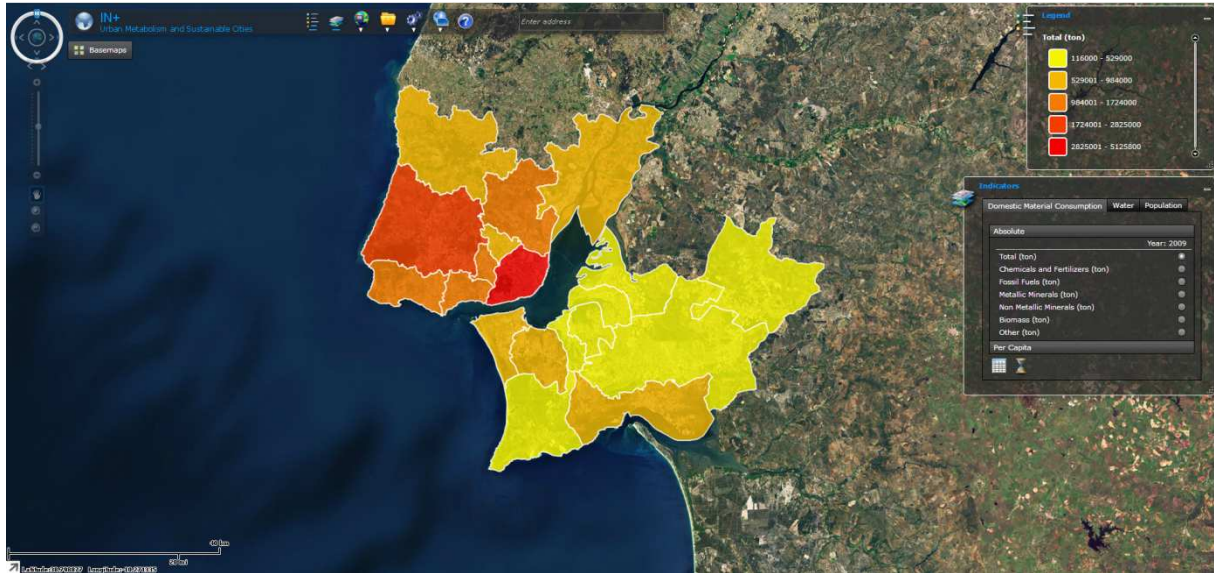 N
IN+
Urban Metabolism and Sustainable Cities
Enter address
Basemaps
Legend
Total (ton)
116000 - 529000
529001 - 984000
984001 - 1724000
1724001 - 2825000
2825001 - 5125800
Indicators
Domestic Material Consumption Water Population
Absolute
Year: 2009
Total (ton)
Chemicals and Fertilizers (ton)
Fossil Fuels (ton)
Metallic Minerals (ton)
Non Metallic Minerals (ton)
Biomass (ton)
Other (ton)
Per Capita
40 km
20 mi